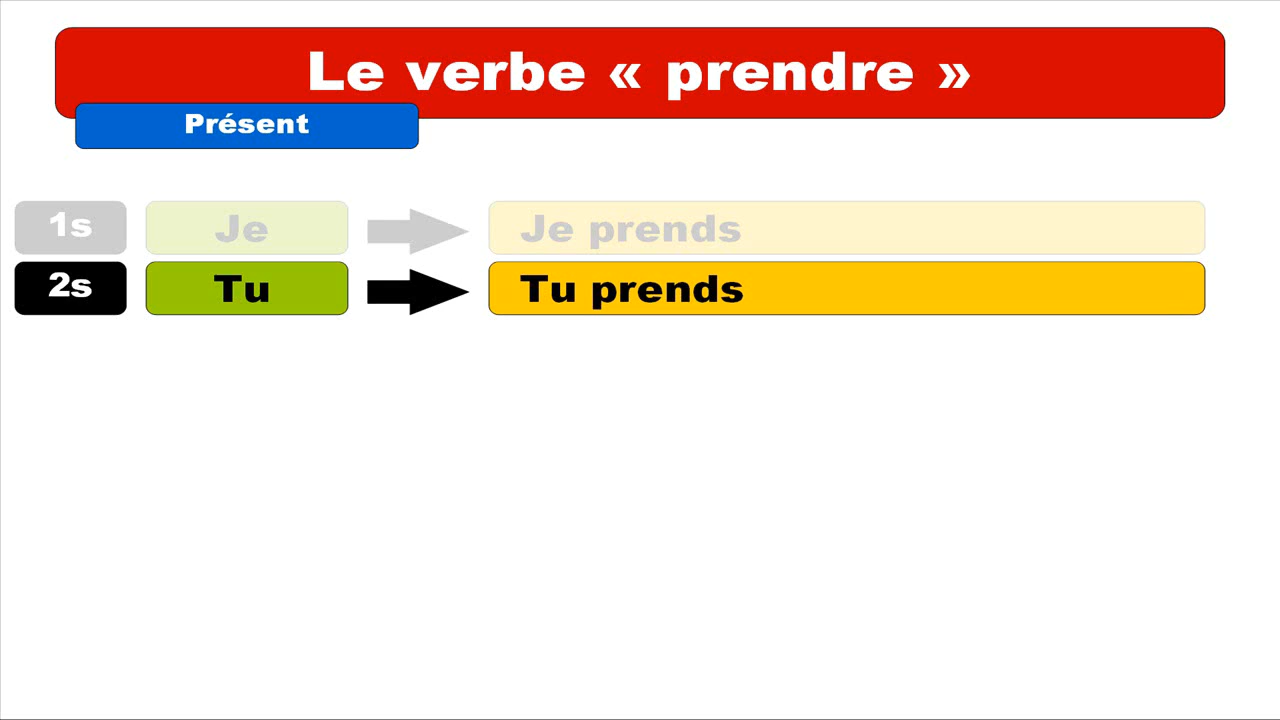 Le verbe « prendre »
Présent
1s Je Je prends
2s Tu Tu prends